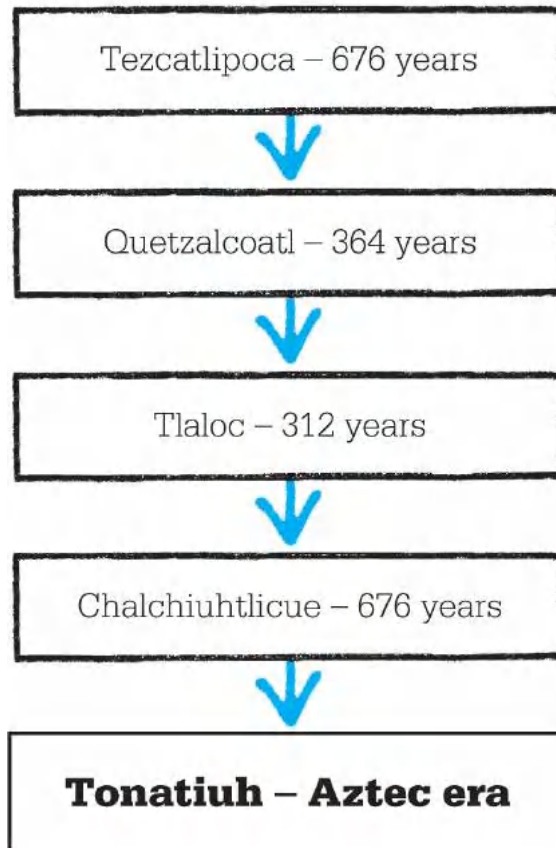 Tezcatlipoca – 676 years
Quetzalcoatl – 364 years
Tlaloc – 312 years
Chalchiuhtlicue – 676 years
Tonatiuh – Aztec era